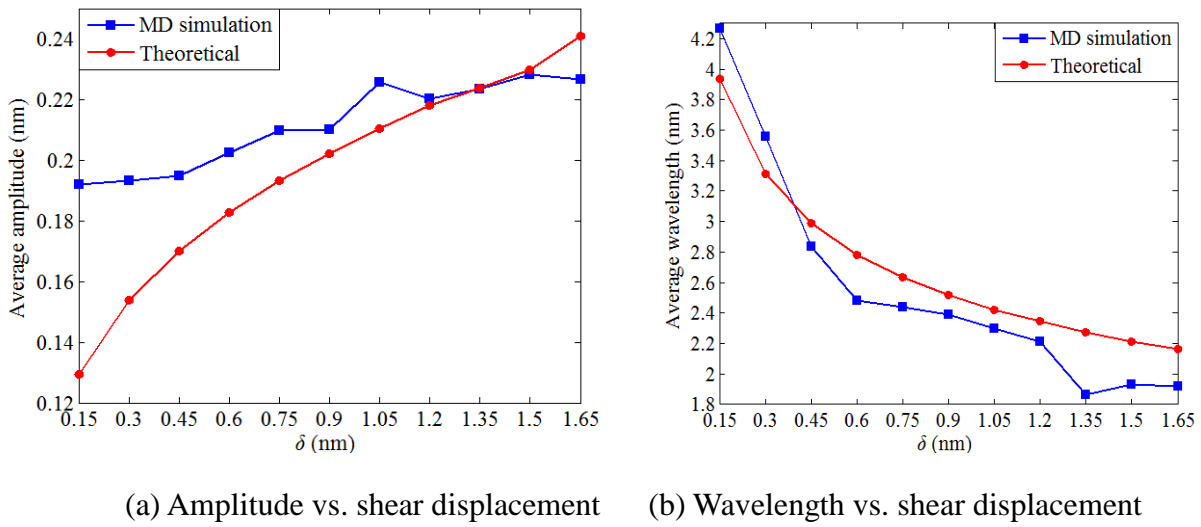 MD simulation
Theoretical
Average amplitude (nm)
0.24
0.22
0.2
0.18
0.16
0.14
0.12
0.15 0.3 0.45 0.6 0.75 0.9 1.05 1.2 1.35 1.5 1.65
δ (nm)
(a) Amplitude vs. shear displacement
MD simulation
Theoretical
Average wavelength (nm)
4.2
4
3.8
3.6
3.4
3.2
3
2.8
2.6
2.4
2.2
2
1.8
0.15 0.3 0.45 0.6 0.75 0.9 1.05 1.2 1.35 1.5 1.65
δ (nm)
(b) Wavelength vs. shear displacement